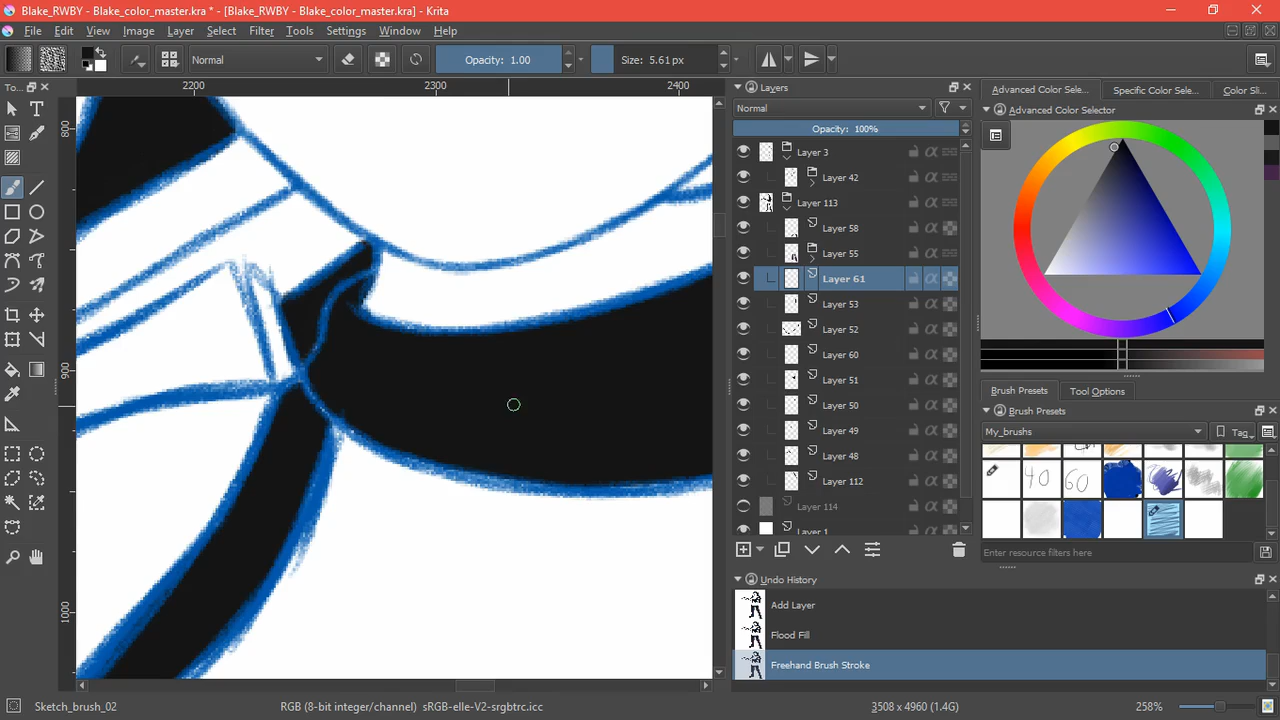 Blake_RWBY - Blake_color_master.kra * - [Blake_RWBY - Blake_color_master.kra] - Krita
File Edit View Image Layer Select Filter Tools Settings Window Help
Normal Opacity: 1.00 Size: 5.61 px
To...
2200 2300 2400
800
900
1000
Layers
Normal
Opacity: 100%
Layer 3
Layer 42
Layer 113
Layer 58
Layer 55
Layer 61
Layer 53
Layer 52
Layer 60
Layer 51
Layer 50
Layer 49
Layer 48
Layer 112
Layer 114
Layer 1
Undo History
Add Layer
Flood Fill
Freehand Brush Stroke
Advanced Color Sele... Specific Color Sele... Color Sli...
Advanced Color Selector
Brush Presets Tool Options
Brush Presets
My_brushs Tag
40 60
Enter resource filters here
Sketch_brush_02 RGB (8-bit integer/channel) sRGB-elle-V2-srgbtrc.icc 3508 x 4960 (1.4G) 258%